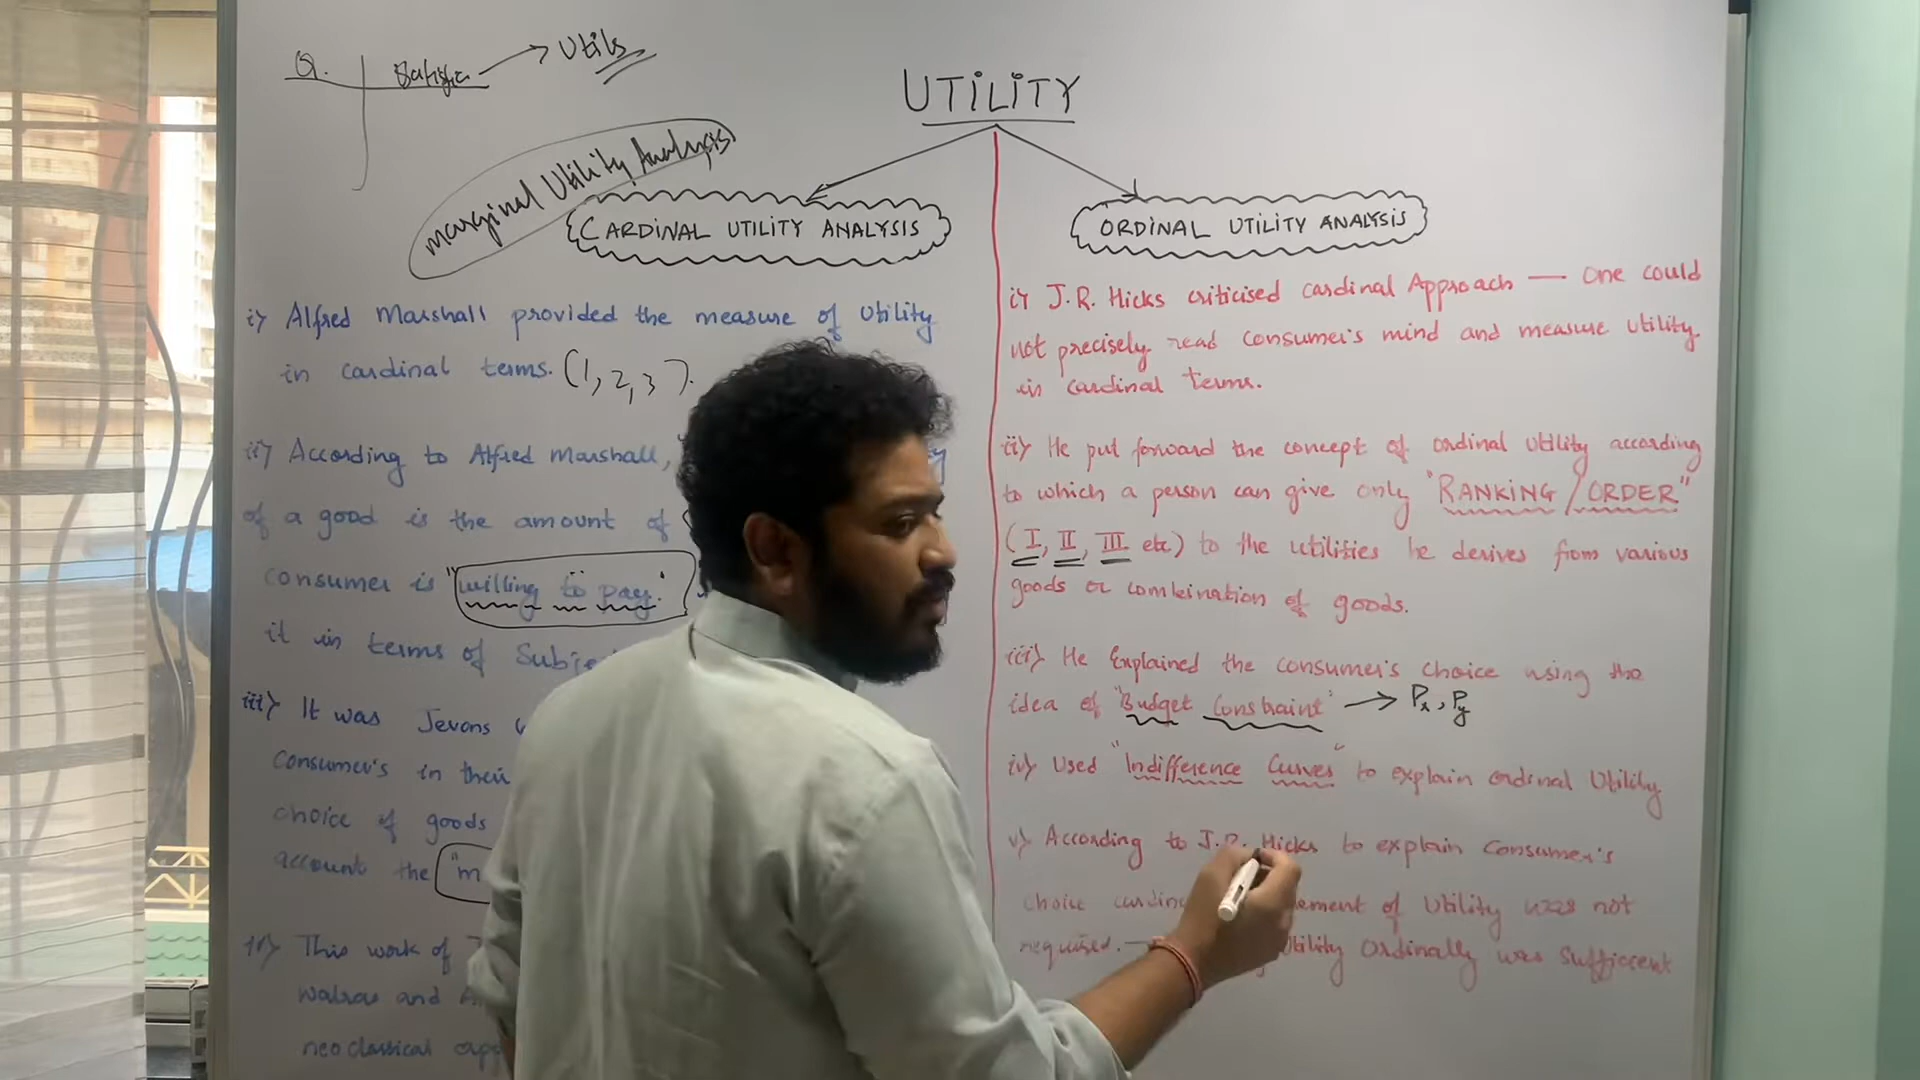 Q.
Utils
UTiLiTY
Marginal Utility Analysis
CARDiNAL UTiLiTY ANALYSiS
ORDiNAL UTiLiTY ANALYSiS
i) Alfred Marshall provided the measure of Utility
in cardinal terms. (1, 2, 3
ii) According to Alfred Marshall,
of a good is the amount of
consumer is "willing to pay."
it in terms of
iii) It was Jevons
Consumer's in their
choice of goods
account the "m
iv) This work of
Walras and
neoclassical
i) J.R. Hicks criticised cardinal Approach — One could
not precisely read consumer's mind and measure utility
in cardinal terms.
ii) He put forward the concept of ordinal Utility according
to which a person can give only "RANKiNG / ORDER"
(I, II, III etc) to the utilities he derives from various
goods or combination of goods.
iii) He Explained the consumer's choice using the
idea of "Budget Constraint" → Px, Py
iv) Used "Indifference Curves" to explain ordinal Utility
v) According to J.R. Hicks to explain Consumer's
choice ement of Utility was not
required. — Utility Ordinally was sufficient